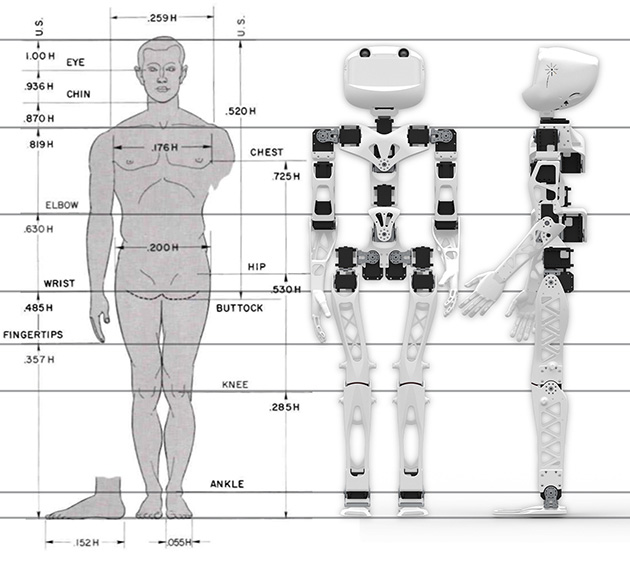 U.S.
.259 H
U.S.
1.00 H
EYE
.936 H
CHIN
.870 H
.520 H
.819 H
.176 H
CHEST
.725 H
ELBOW
.630 H
.200 H
HIP
WRIST
.530 H
.485 H
BUTTOCK
FINGERTIPS
.357 H
KNEE
.285 H
ANKLE
.152 H
.055 H